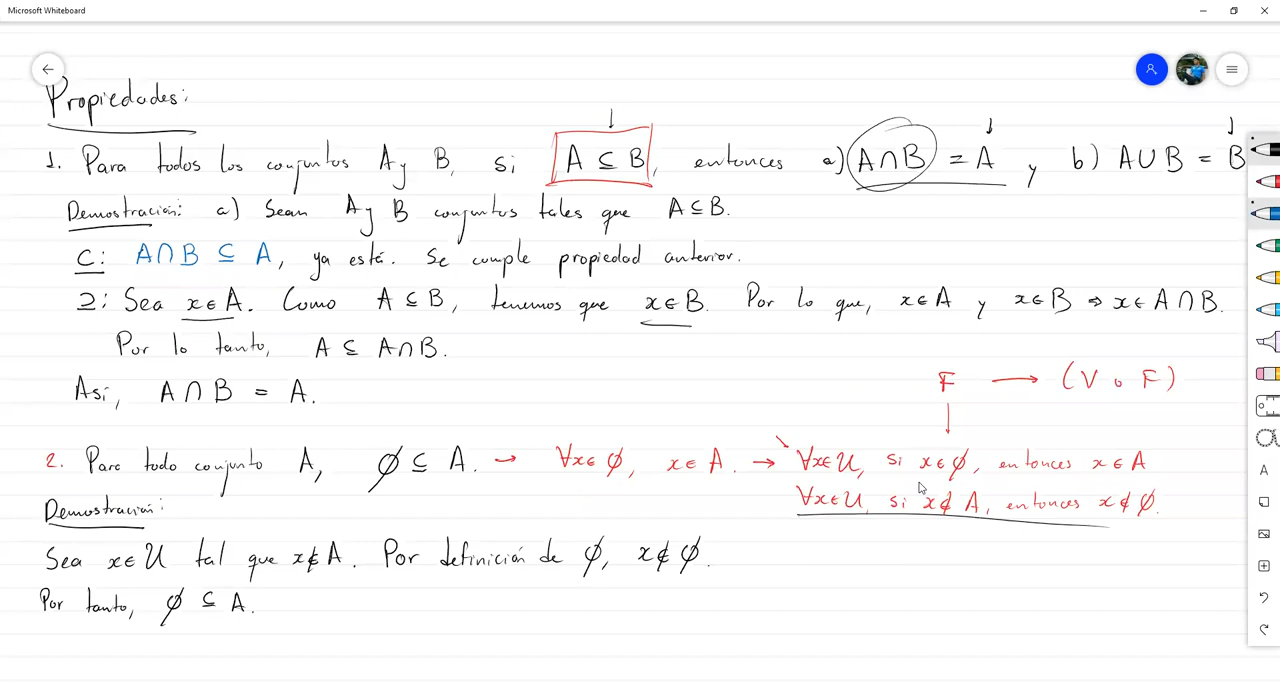 Microsoft Whiteboard
Propiedades:
1. Para todos los conjuntos A y B, si A ⊆ B, entonces a) A∩B = A y b) A∪B = B
Demostración: a) Sean A y B conjuntos tales que A⊆B.
⊆: A∩B ⊆ A, ya está. Se cumple propiedad anterior.
⊇: Sea x∈A. Como A⊆B, tenemos que x∈B. Por lo que, x∈A y x∈B ⇒ x∈A∩B.
Por lo tanto, A ⊆ A∩B.
Así, A∩B = A.
F → (V o F)
2. Para todo conjunto A, ∅ ⊆ A. → ∀x∈∅, x∈A. → ∀x∈U, si x∈∅, entonces x∈A
∀x∈U, si x∉A, entonces x∉∅.
Demostración:
Sea x∈U tal que x∉A. Por definición de ∅, x∉∅.
Por tanto, ∅ ⊆ A.